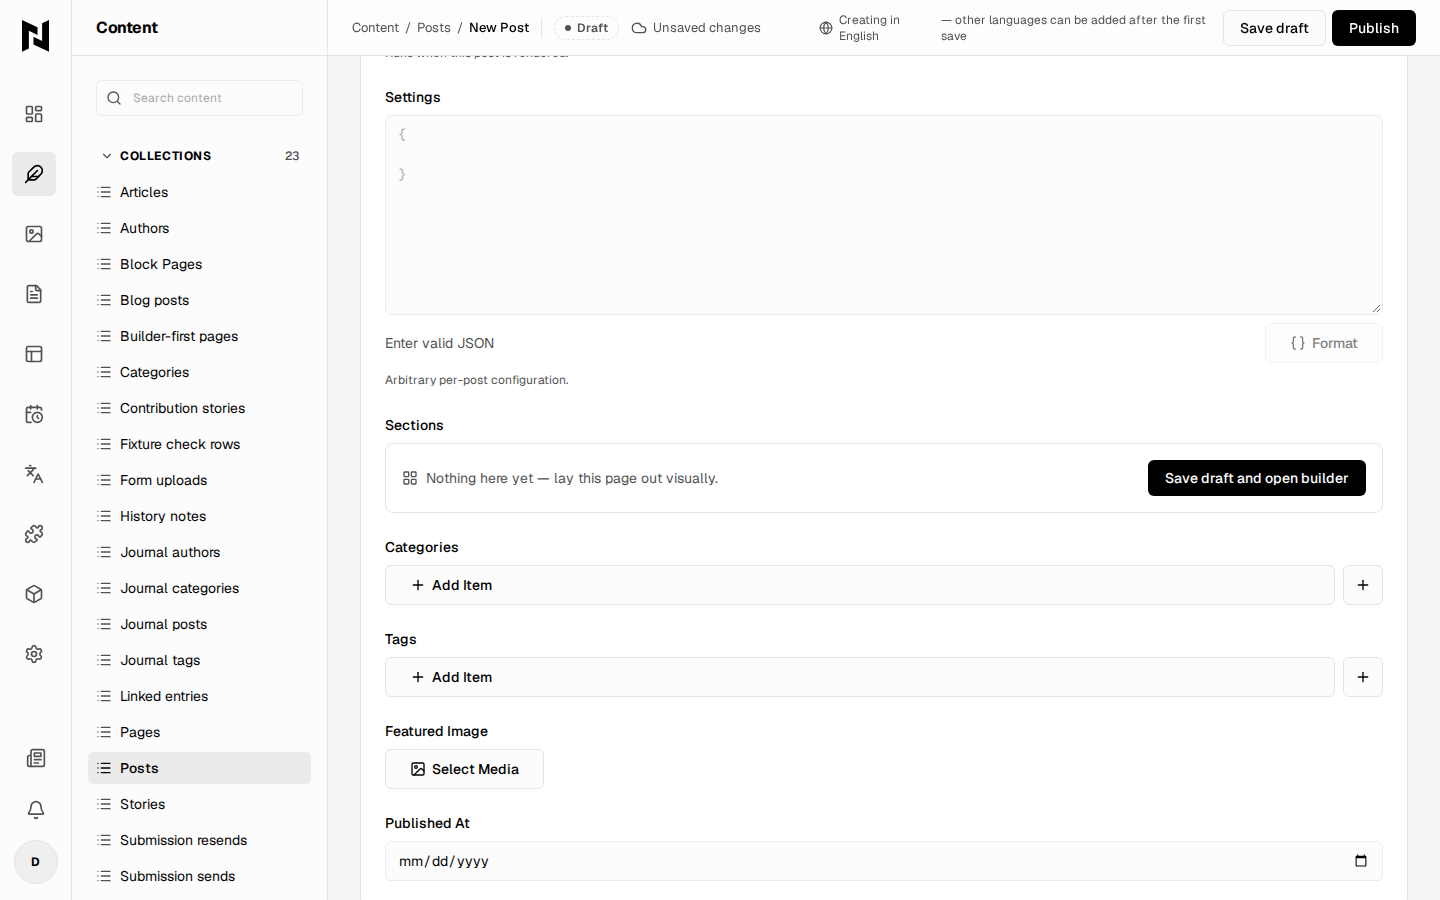 Content
Content / Posts / New Post
Draft
Unsaved changes
Creating in
English
— other languages can be added after the first
save
Save draft
Publish
Search content
COLLECTIONS 23
Articles
Authors
Block Pages
Blog posts
Builder-first pages
Categories
Contribution stories
Fixture check rows
Form uploads
History notes
Journal authors
Journal categories
Journal posts
Journal tags
Linked entries
Pages
Posts
Stories
Submission resends
Submission sends
D
Settings
{
}
Enter valid JSON
Format
Arbitrary per-post configuration.
Sections
Nothing here yet — lay this page out visually.
Save draft and open builder
Categories
Add Item
Tags
Add Item
Featured Image
Select Media
Published At
mm/dd/yyyy